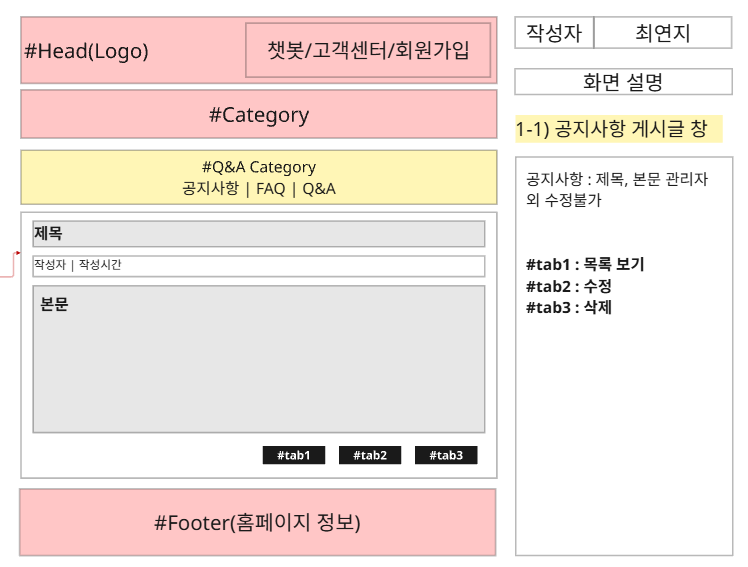 #Head(Logo)
챗봇/고객센터/회원가입
#Category
#Q&A Category
공지사항 | FAQ | Q&A
제목
작성자 | 작성시간
본문
#tab1
#tab2
#tab3
#Footer(홈페이지 정보)
작성자
최연지
화면 설명
1-1) 공지사항 게시글 창
공지사항 : 제목, 본문 관리자
외 수정불가
#tab1 : 목록 보기
#tab2 : 수정
#tab3 : 삭제